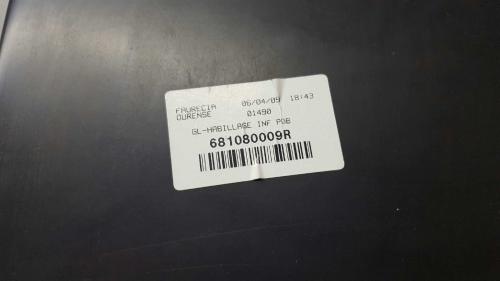 FAURECIA 06/04/09 18:43
OURENSE 01490
GL-HABILLAGE INF PDB
681080009R